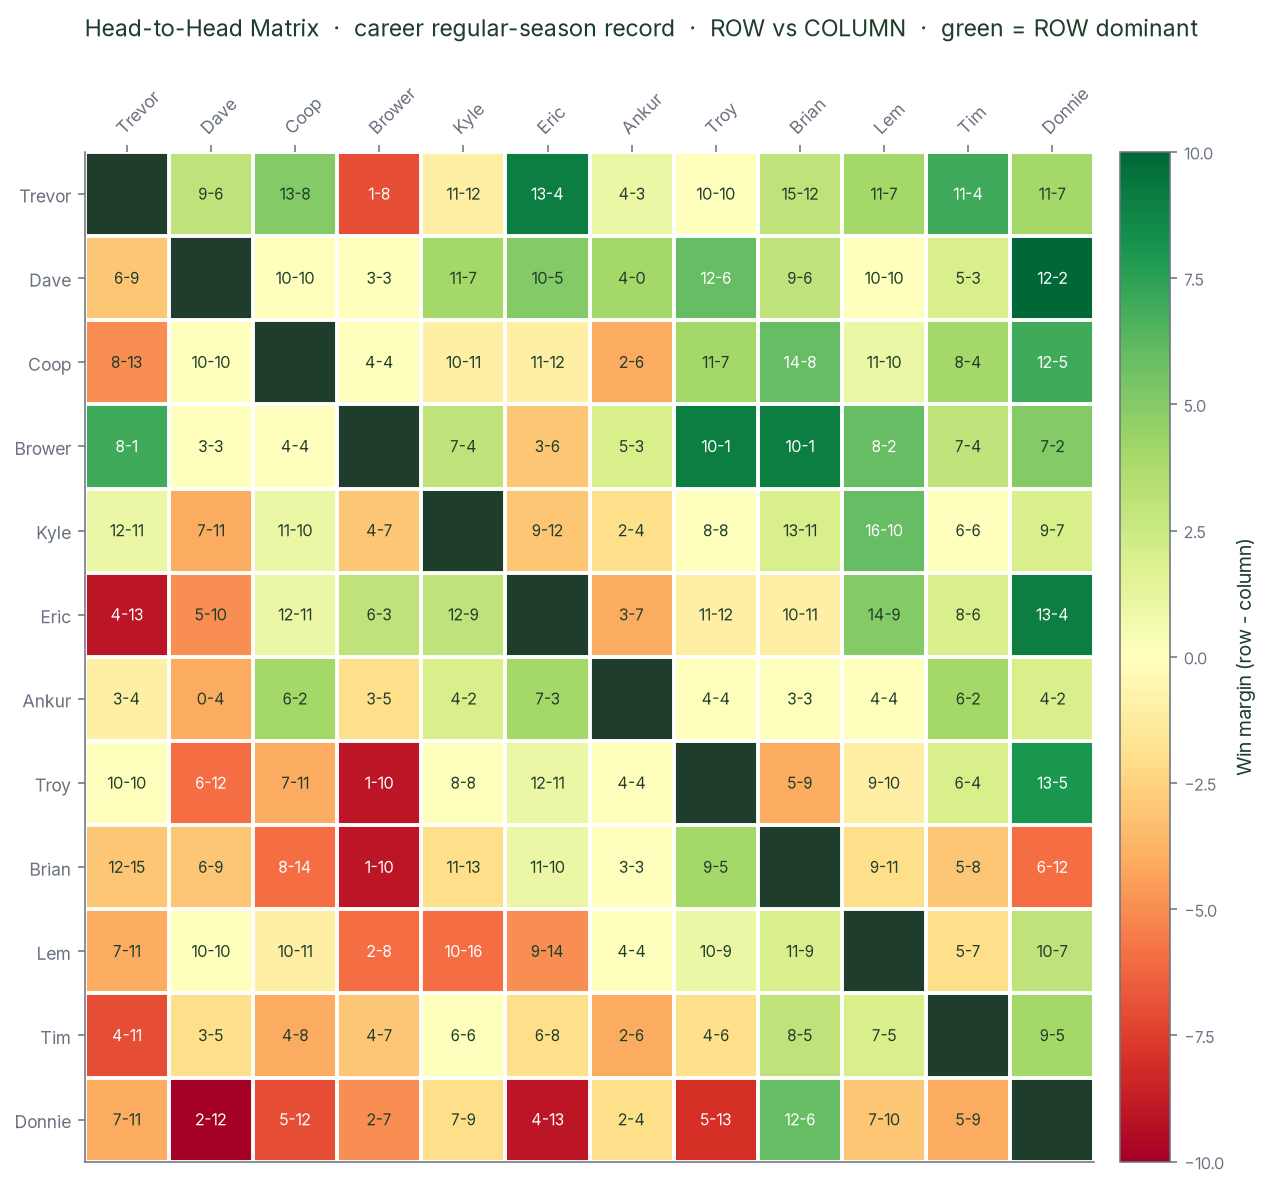 Head-to-Head Matrix · career regular-season record · ROW vs COLUMN · green = ROW dominant
Trevor Dave Coop Brower Kyle Eric Ankur Troy Brian Lem Tim Donnie
Trevor 9-6 13-8 1-8 11-12 13-4 4-3 10-10 15-12 11-7 11-4 11-7
Dave 6-9 10-10 3-3 11-7 10-5 4-0 12-6 9-6 10-10 5-3 12-2
Coop 8-13 10-10 4-4 10-11 11-12 2-6 11-7 14-8 11-10 8-4 12-5
Brower 8-1 3-3 4-4 7-4 3-6 5-3 10-1 10-1 8-2 7-4 7-2
Kyle 12-11 7-11 11-10 4-7 9-12 2-4 8-8 13-11 16-10 6-6 9-7
Eric 4-13 5-10 12-11 6-3 12-9 3-7 11-12 10-11 14-9 8-6 13-4
Ankur 3-4 0-4 6-2 3-5 4-2 7-3 4-4 3-3 4-4 6-2 4-2
Troy 10-10 6-12 7-11 1-10 8-8 12-11 4-4 5-9 9-10 6-4 13-5
Brian 12-15 6-9 8-14 1-10 11-13 11-10 3-3 9-5 9-11 5-8 6-12
Lem 7-11 10-10 10-11 2-8 10-16 9-14 4-4 10-9 11-9 5-7 10-7
Tim 4-11 3-5 4-8 4-7 6-6 6-8 2-6 4-6 8-5 7-5 9-5
Donnie 7-11 2-12 5-12 2-7 7-9 4-13 2-4 5-13 12-6 7-10 5-9
10.0
7.5
5.0
2.5
0.0
−2.5
−5.0
−7.5
−10.0
Win margin (row - column)